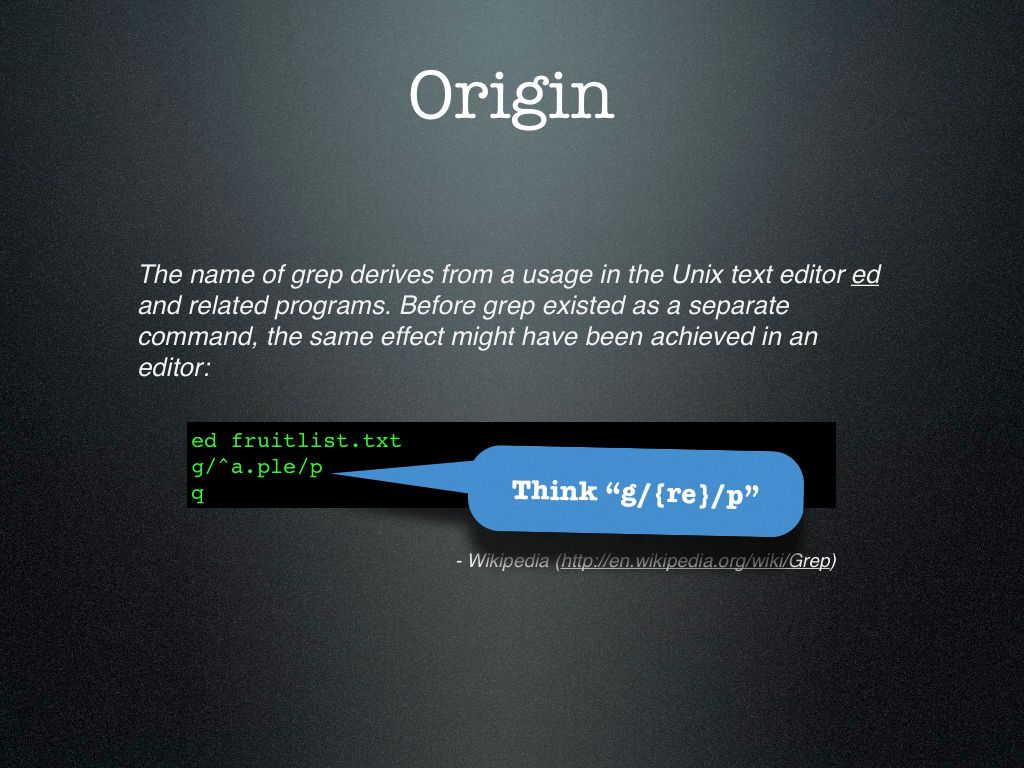 Origin
The name of grep derives from a usage in the Unix text editor ed
and related programs. Before grep existed as a separate
command, the same effect might have been achieved in an
editor:
ed fruitlist.txt
g/^a.ple/p
q
Think “g/{re}/p”
- Wikipedia (http://en.wikipedia.org/wiki/Grep)